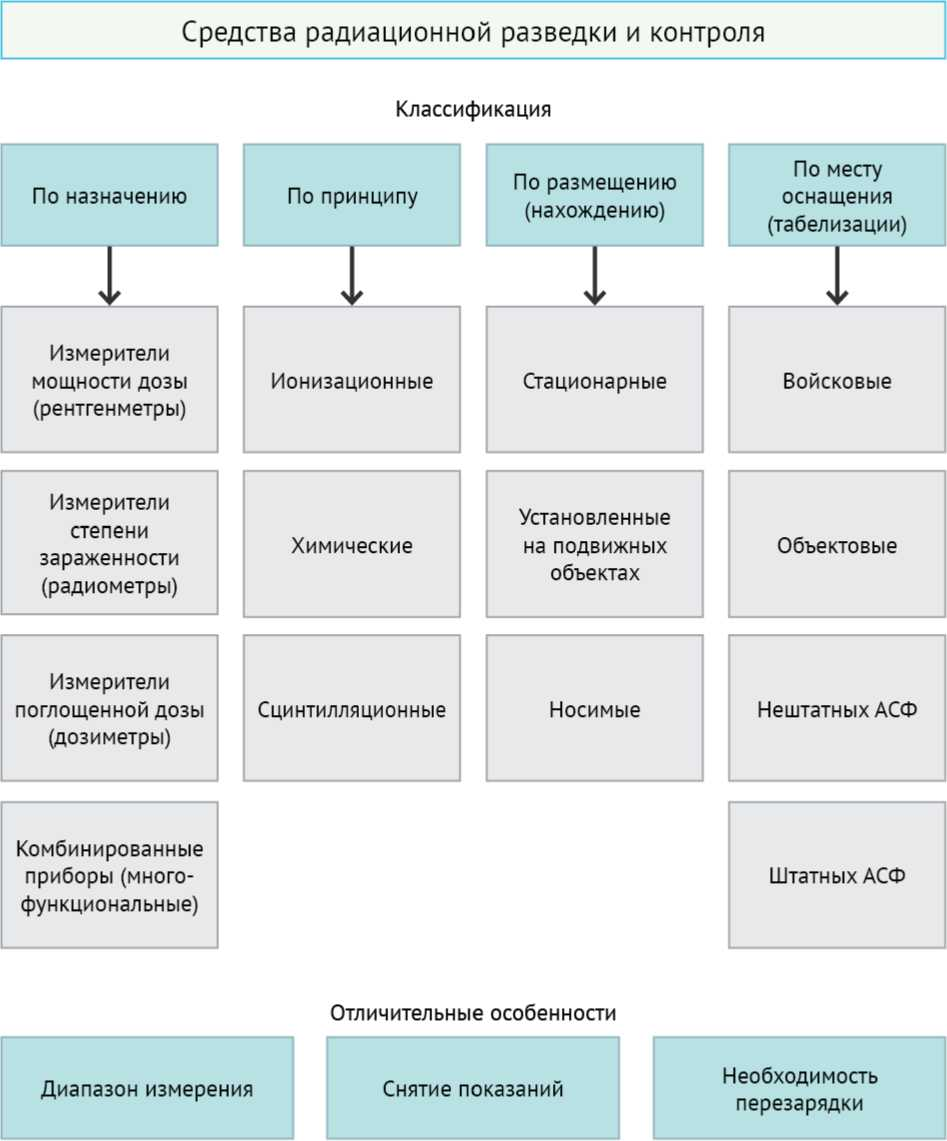 Средства радиационной разведки и контроля
Классификация
По назначению
По принципу
По размещению
(нахождению)
По месту
оснащения
(табелизации)
Измерители
мощности дозы
(рентгенметры)
Ионизационные
Стационарные
Войсковые
Измерители
степени
зараженности
(радиометры)
Химические
Установленные
на подвижных
объектах
Объектовые
Измерители
поглощенной дозы
(дозиметры)
Сцинтилляционные
Носимые
Нештатных АСФ
Комбинированные
приборы (много-
функциональные)
Штатных АСФ
Отличительные особенности
Диапазон измерения
Снятие показаний
Необходимость
перезарядки